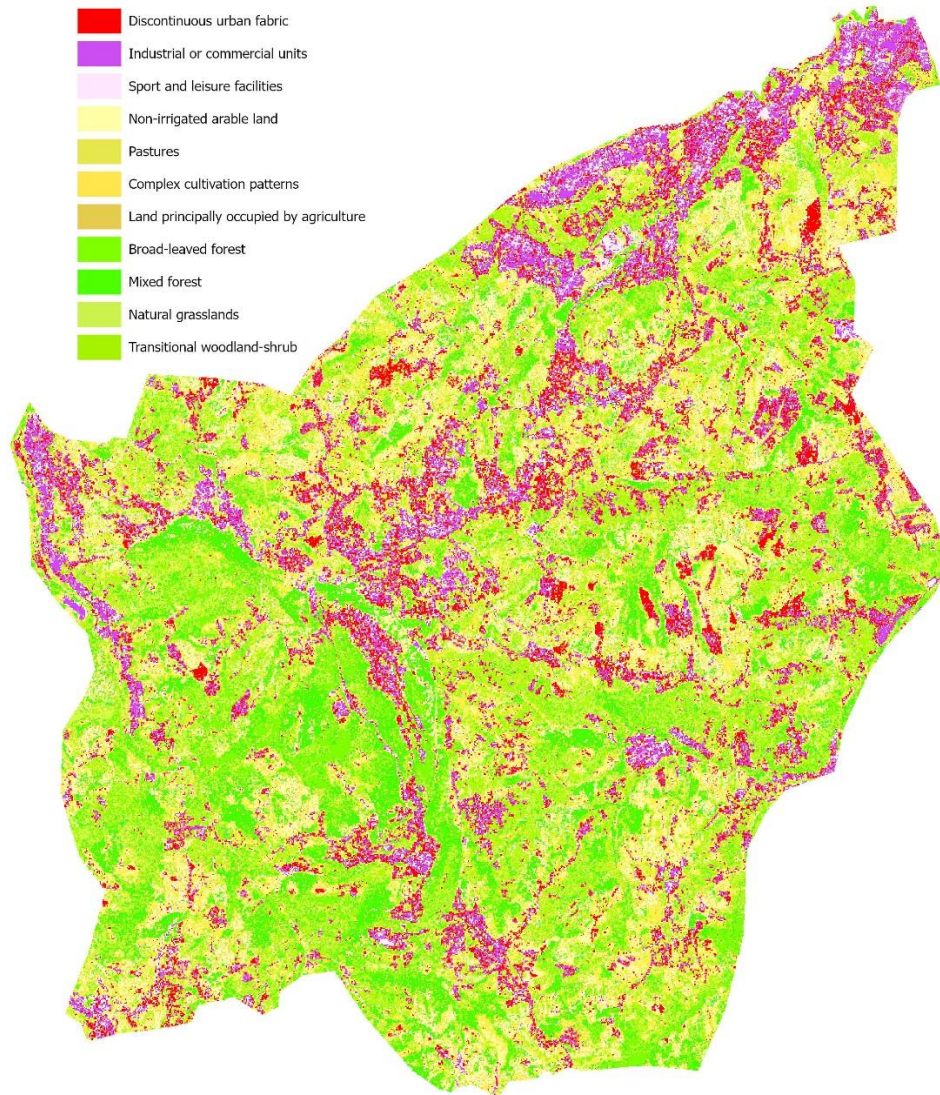 Discontinuous urban fabric
Industrial or commercial units
Sport and leisure facilities
Non-irrigated arable land
Pastures
Complex cultivation patterns
Land principally occupied by agriculture
Broad-leaved forest
Mixed forest
Natural grasslands
Transitional woodland-shrub